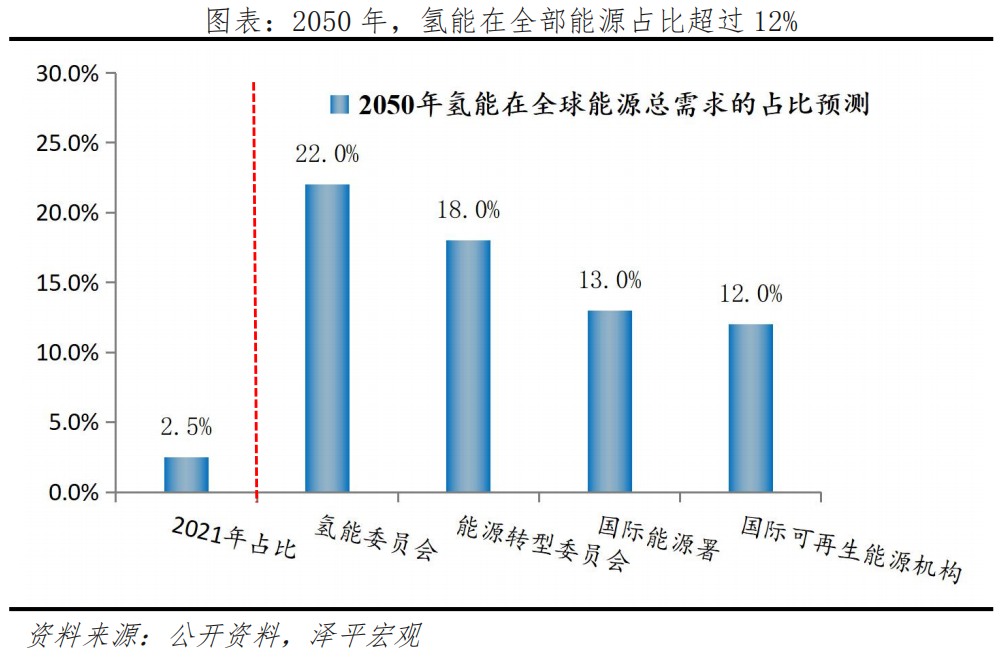 图表：2050 年，氢能在全部能源占比超过 12%
30.0%
25.0%
20.0%
15.0%
10.0%
5.0%
0.0%
2050年氢能在全球能源总需求的占比预测
2.5%
22.0%
18.0%
13.0%
12.0%
2021年占比
氢能委员会
能源转型委员会
国际能源署
国际可再生能源机构
资料来源：公开资料，泽平宏观